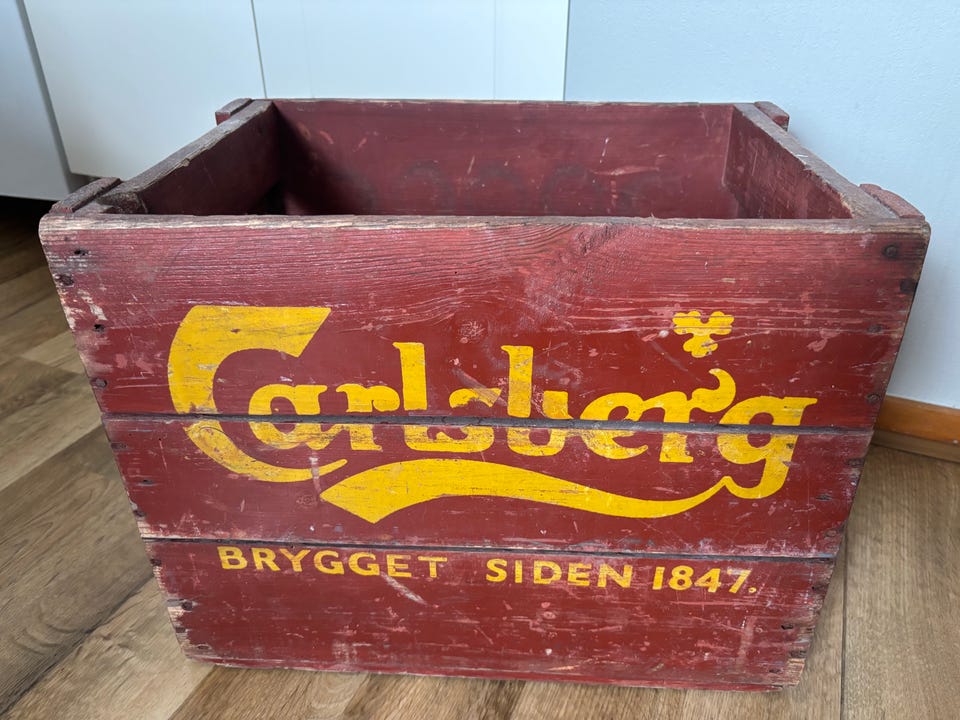 Carlsberg
BRYGGET SIDEN 1847.